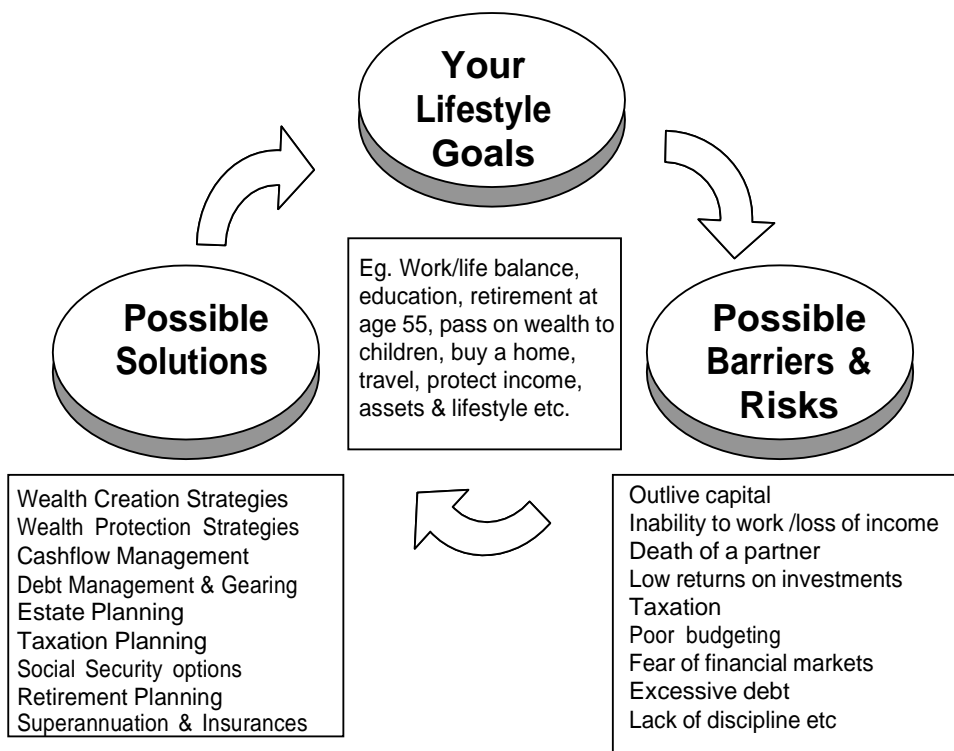 Your
Lifestyle
Goals
Eg. Work/life balance,
education, retirement at
age 55, pass on wealth to
children, buy a home,
travel, protect income,
assets & lifestyle etc.
Possible
Solutions
Possible
Barriers &
Risks
Wealth Creation Strategies
Wealth Protection Strategies
Cashflow Management
Debt Management & Gearing
Estate Planning
Taxation Planning
Social Security options
Retirement Planning
Superannuation & Insurances
Outlive capital
Inability to work /loss of income
Death of a partner
Low returns on investments
Taxation
Poor budgeting
Fear of financial markets
Excessive debt
Lack of discipline etc